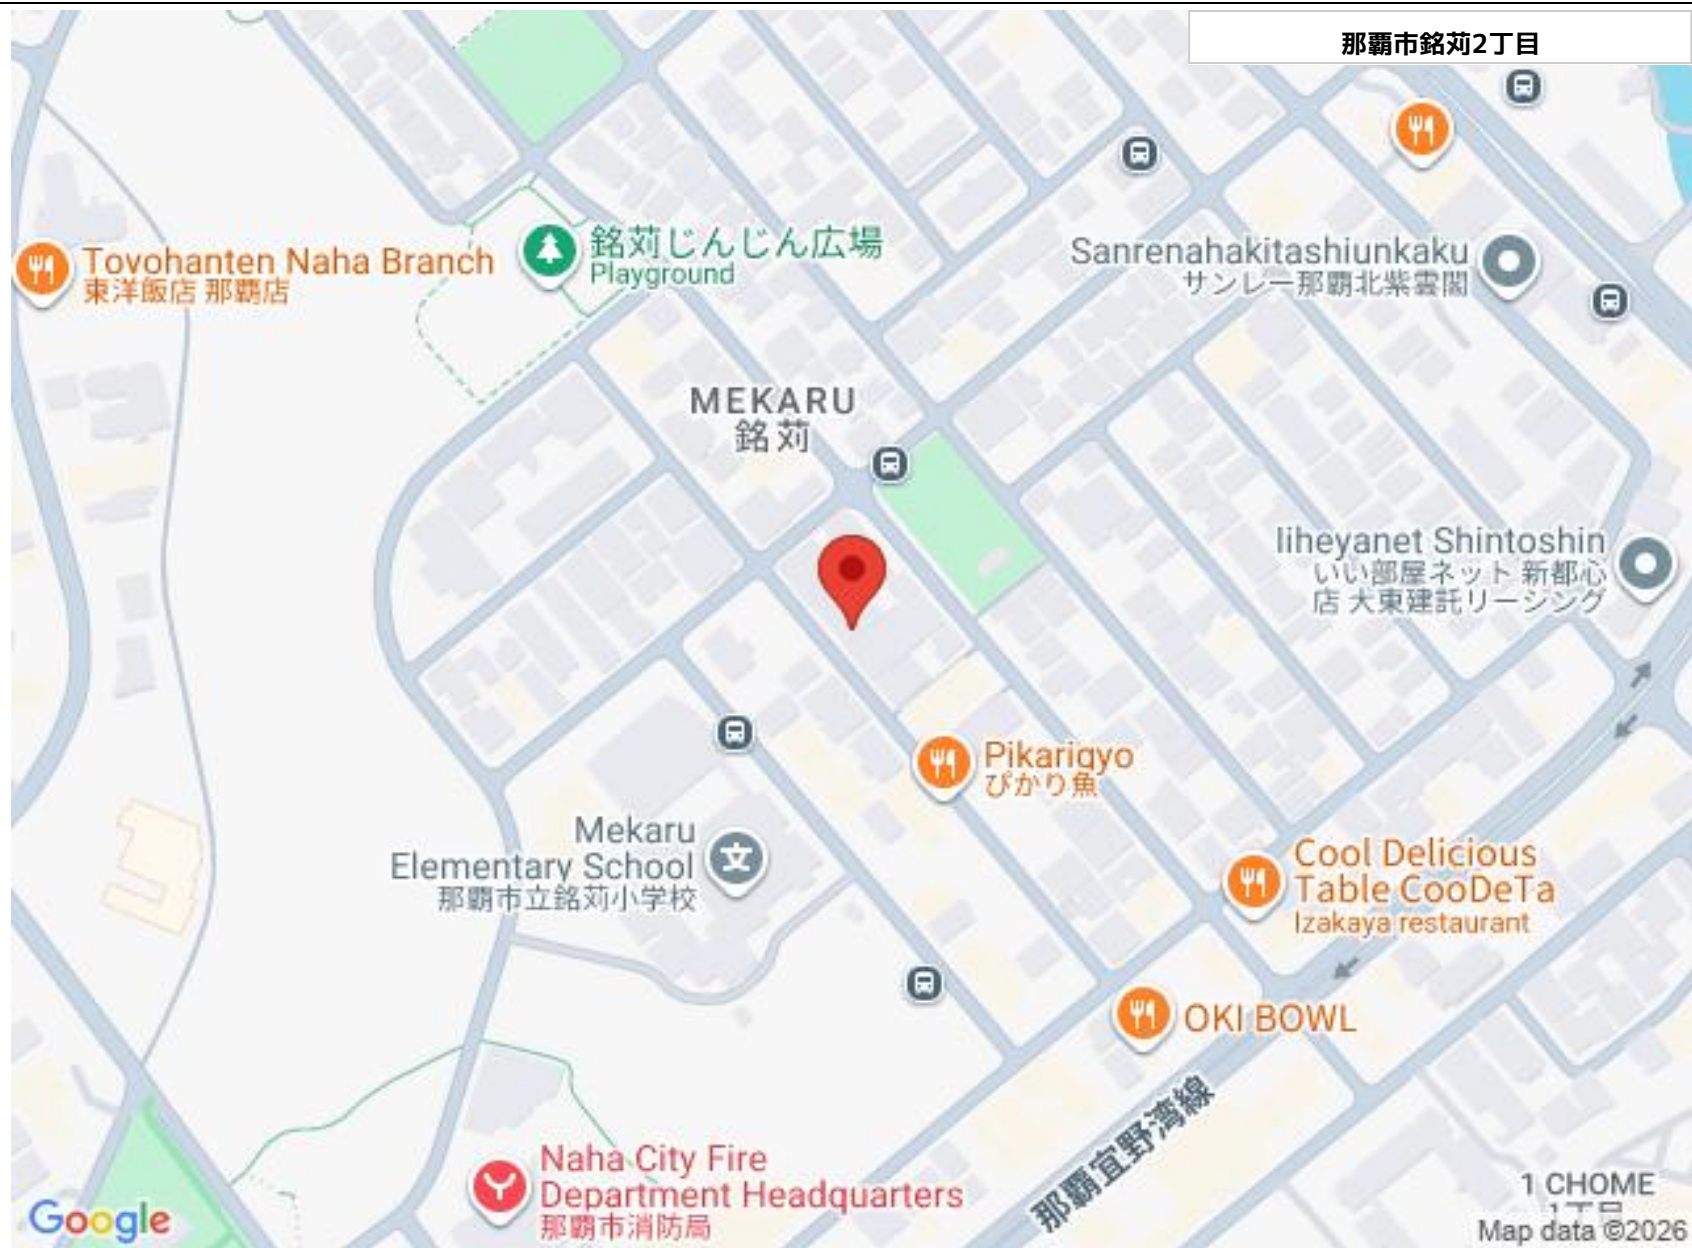 那覇市銘苅2丁目
Tovohanten Naha Branch
東洋飯店 那覇店
銘苅じんじん広場
Playground
Sanrenahakitashiunkaku
サンレー那覇北紫雲閣
MEKARU
銘苅
Iiheyanet Shintoshin
いい部屋ネット 新都心
店 大東建託リーシング
Pikarigyo
ぴかり魚
Mekaru
Elementary School
那覇市立銘苅小学校
文
Cool Delicious
Table CooDeTa
Izakaya restaurant
OKI BOWL
那覇宜野湾線
Naha City Fire
Department Headquarters
那覇市消防局
1 CHOME
1丁目
Google
Map data ©2026